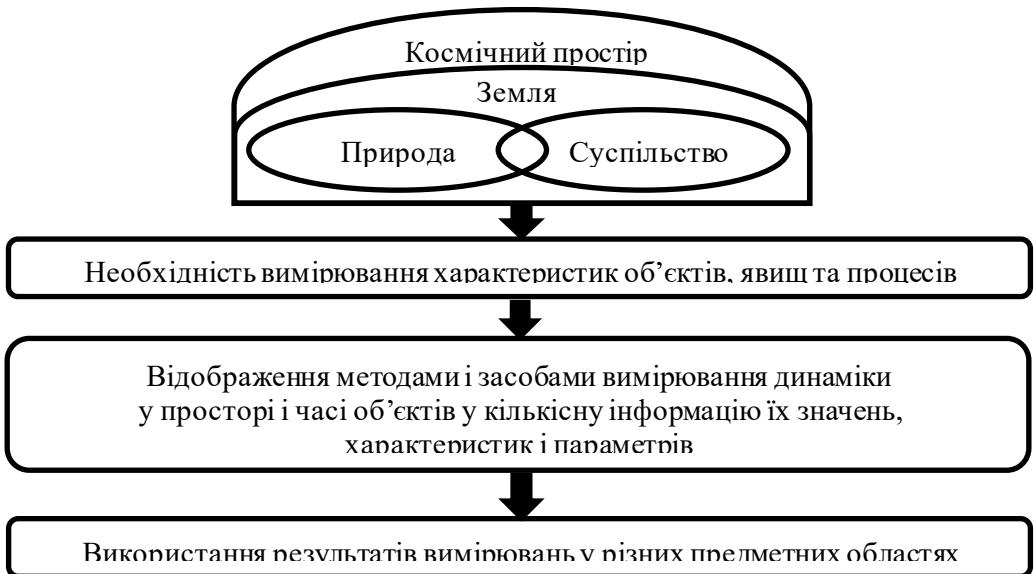 Космічний простір
Земля
Природа
Суспільство
Необхідність вимірювання характеристик об’єктів, явищ та процесів
Відображення методами і засобами вимірювання динаміки
у просторі і часі об’єктів у кількісну інформацію їх значень,
характеристик і параметрів
Використання результатів вимірювань у різних предметних областях